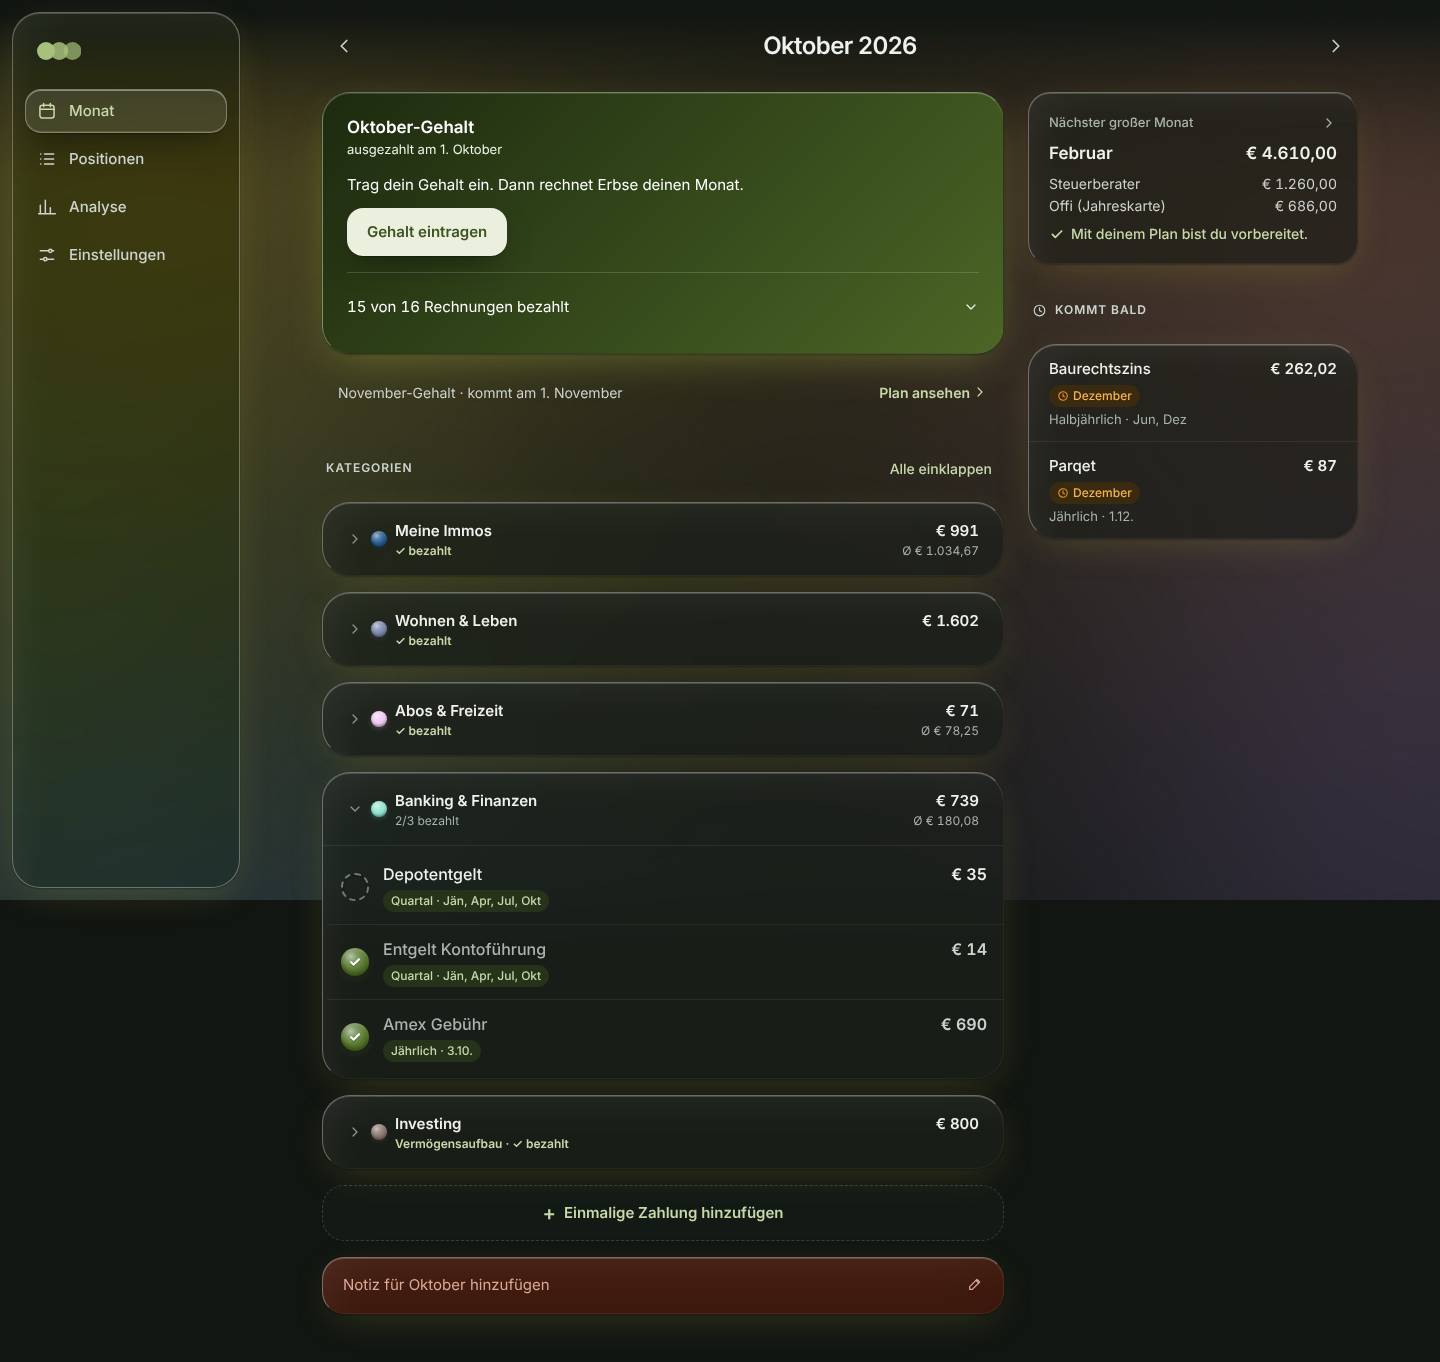 Monat
Positionen
Analyse
Einstellungen
Oktober 2026
Oktober-Gehalt
ausgezahlt am 1. Oktober
Trag dein Gehalt ein. Dann rechnet Erbse deinen Monat.
Gehalt eintragen
15 von 16 Rechnungen bezahlt
November-Gehalt · kommt am 1. November
Plan ansehen
KATEGORIEN
Alle einklappen
Meine Immos € 991
✓ bezahlt Ø € 1.034,67
Wohnen & Leben € 1.602
✓ bezahlt
Abos & Freizeit € 71
✓ bezahlt Ø € 78,25
Banking & Finanzen € 739
2/3 bezahlt Ø € 180,08
Depotentgelt € 35
Quartal · Jän, Apr, Jul, Okt
Entgelt Kontoführung € 14
Quartal · Jän, Apr, Jul, Okt
Amex Gebühr € 690
Jährlich · 3.10.
Investing € 800
Vermögensaufbau · ✓ bezahlt
+ Einmalige Zahlung hinzufügen
Notiz für Oktober hinzufügen
Nächster großer Monat
Februar € 4.610,00
Steuerberater € 1.260,00
Offi (Jahreskarte) € 686,00
✓ Mit deinem Plan bist du vorbereitet.
KOMMT BALD
Baurechtszins € 262,02
Dezember
Halbjährlich · Jun, Dez
Parqet € 87
Dezember
Jährlich · 1.12.